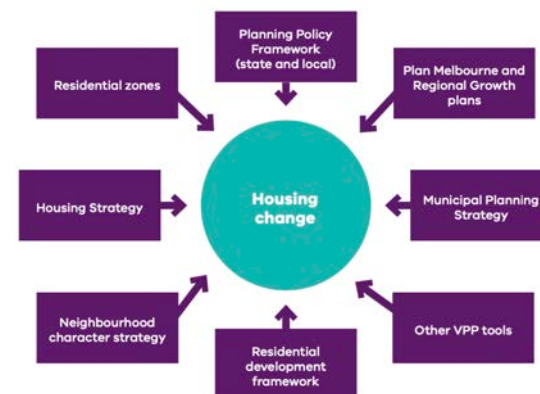 Planning Policy
Framework
(state and local)
Residential zones
Plan Melbourne and
Regional Growth
plans
Housing Strategy
Housing
change
Municipal Planning
Strategy
Neighbourhood
character strategy
Residential
development
framework
Other VPP tools